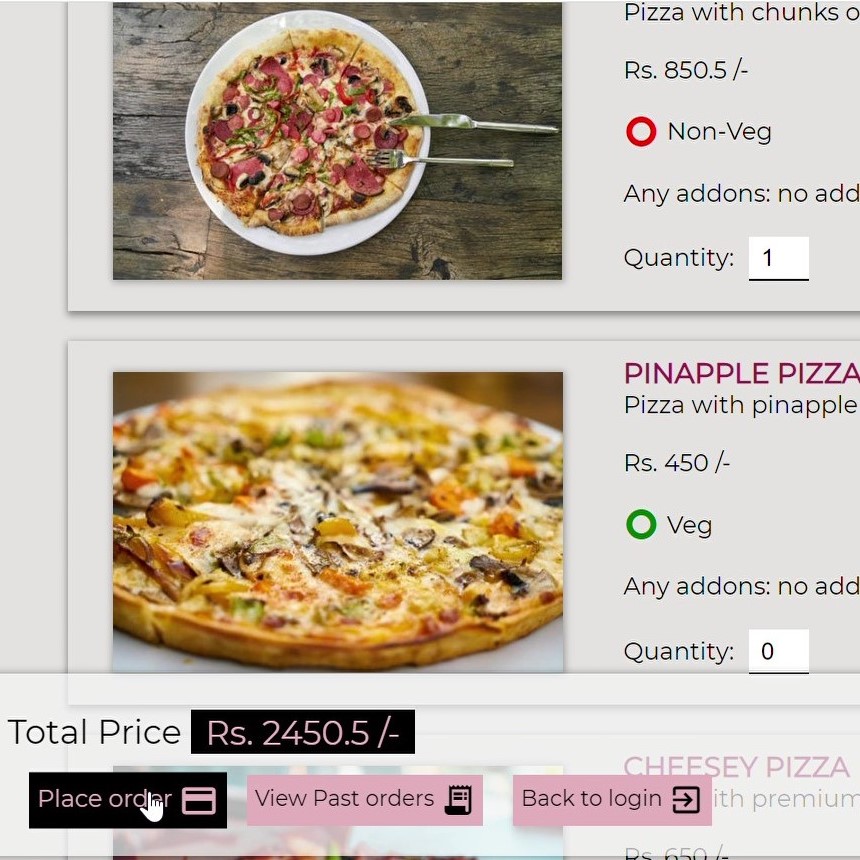 Pizza with chunks o
Rs. 850.5 /-
Non-Veg
Any addons: no add
Quantity: 1
PINAPPLE PIZZA
Pizza with pinapple
Rs. 450 /-
Veg
Any addons: no add
Quantity: 0
Total Price Rs. 2450.5 /-
CHEESEY PIZZA
ith premium
Place order View Past orders Back to login
Rs. 650 /-